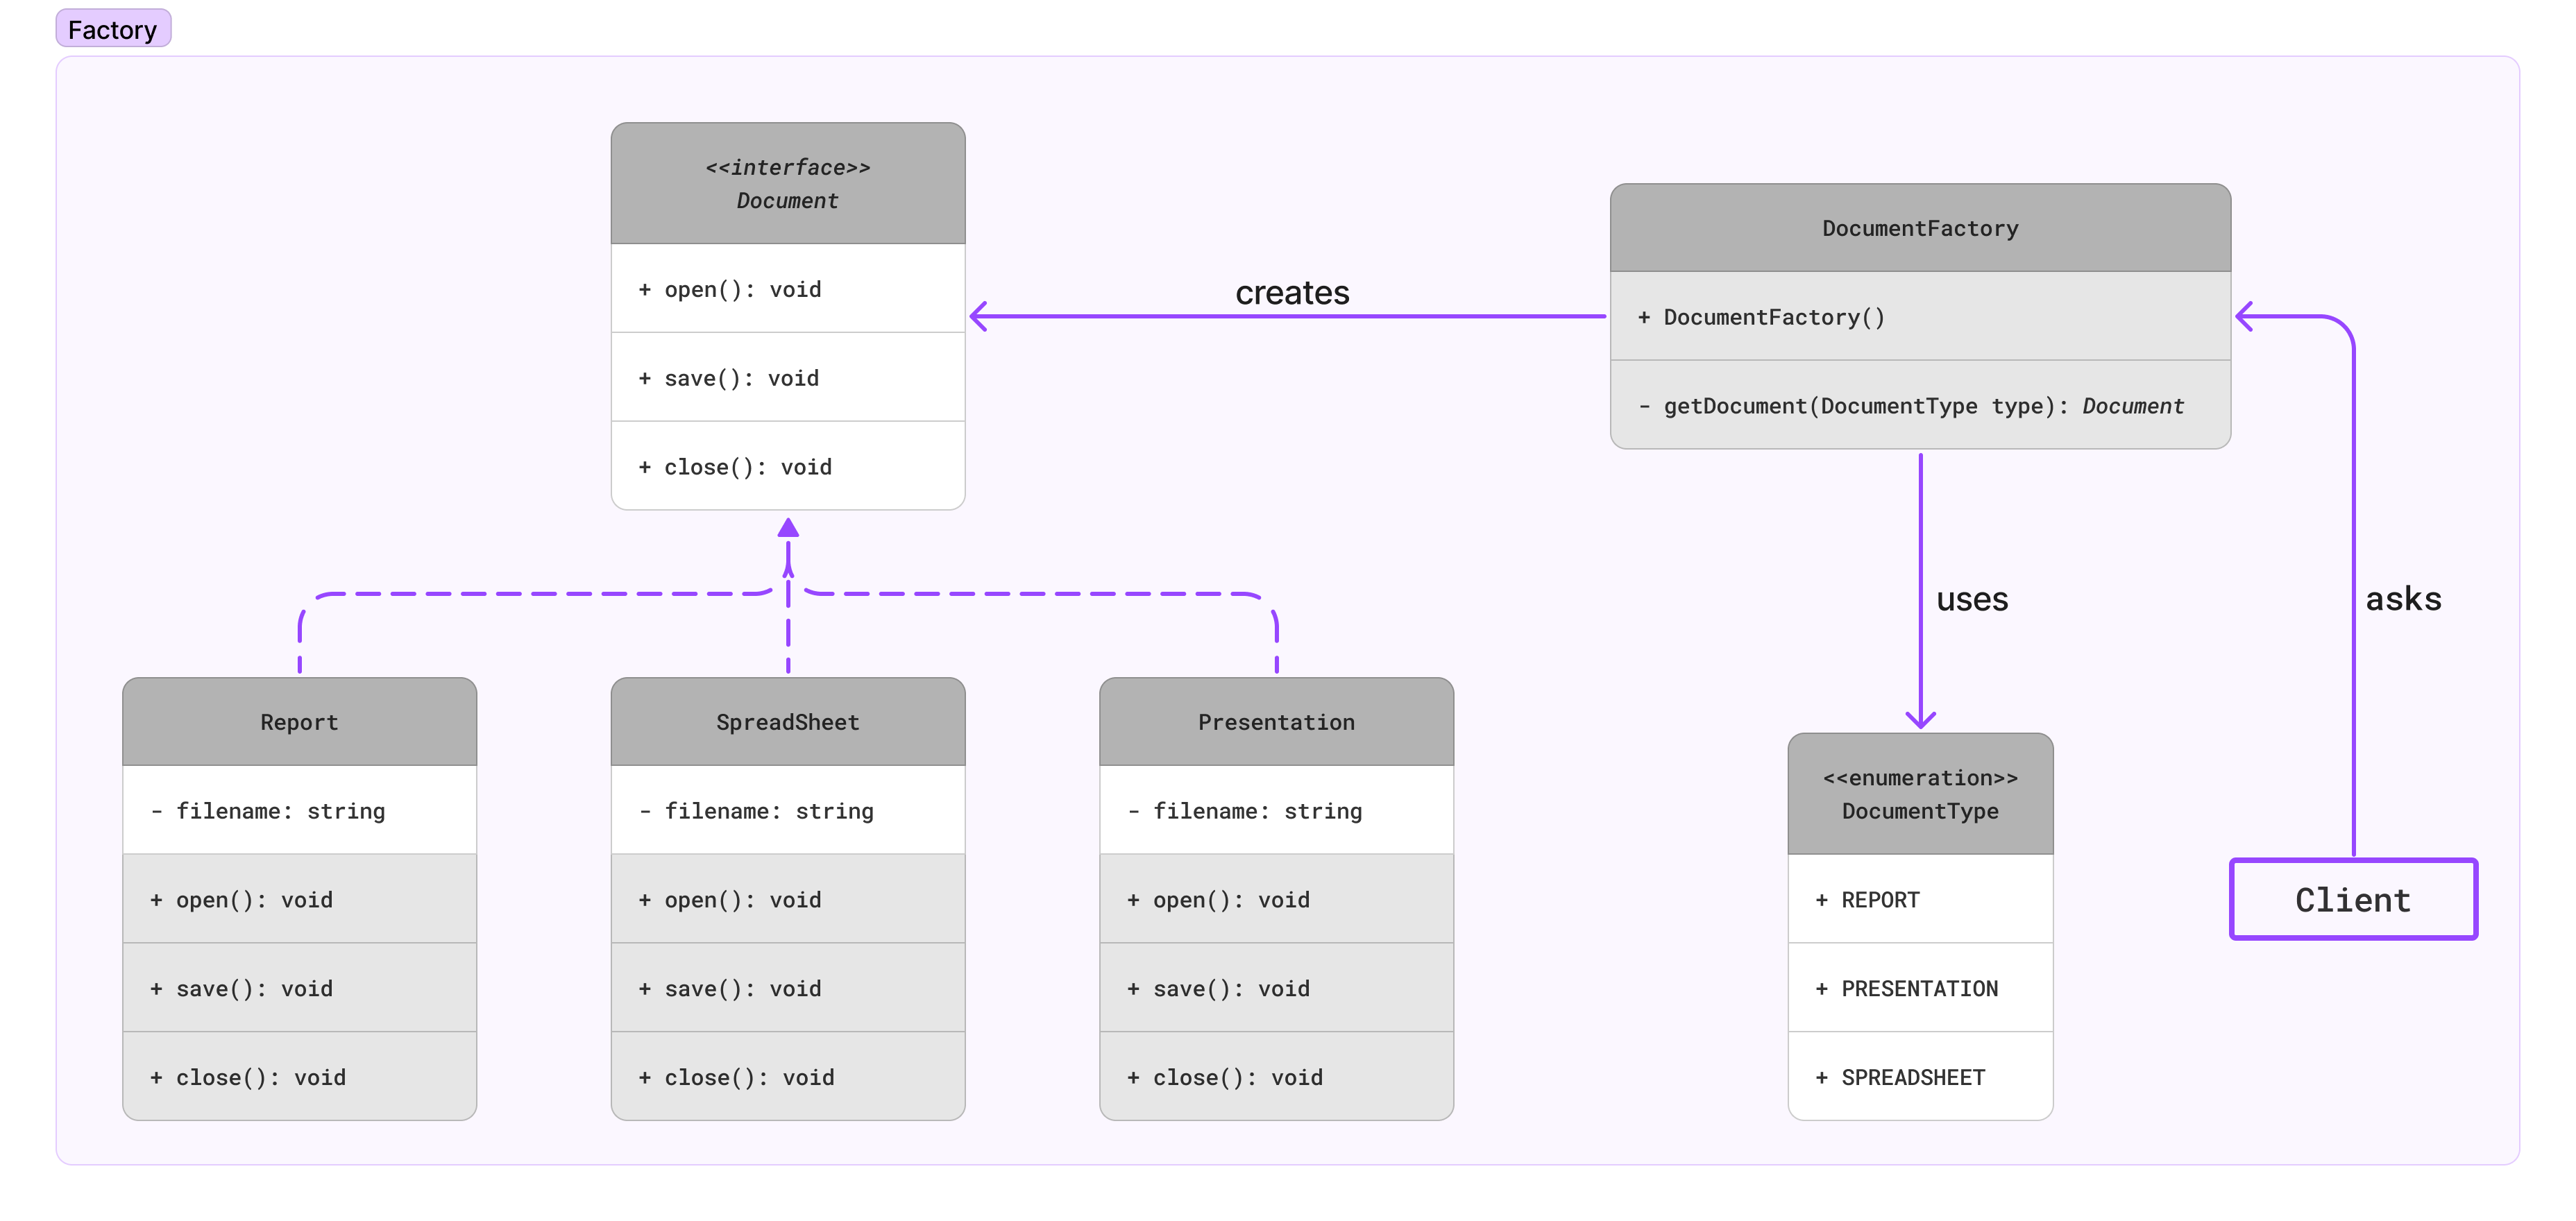 Factory
<<interface>>
Document
+ open(): void
+ save(): void
+ close(): void
creates
DocumentFactory
+ DocumentFactory()
- getDocument(DocumentType type): Document
uses
asks
Report
- filename: string
+ open(): void
+ save(): void
+ close(): void
SpreadSheet
- filename: string
+ open(): void
+ save(): void
+ close(): void
Presentation
- filename: string
+ open(): void
+ save(): void
+ close(): void
<<enumeration>>
DocumentType
+ REPORT
+ PRESENTATION
+ SPREADSHEET
Client